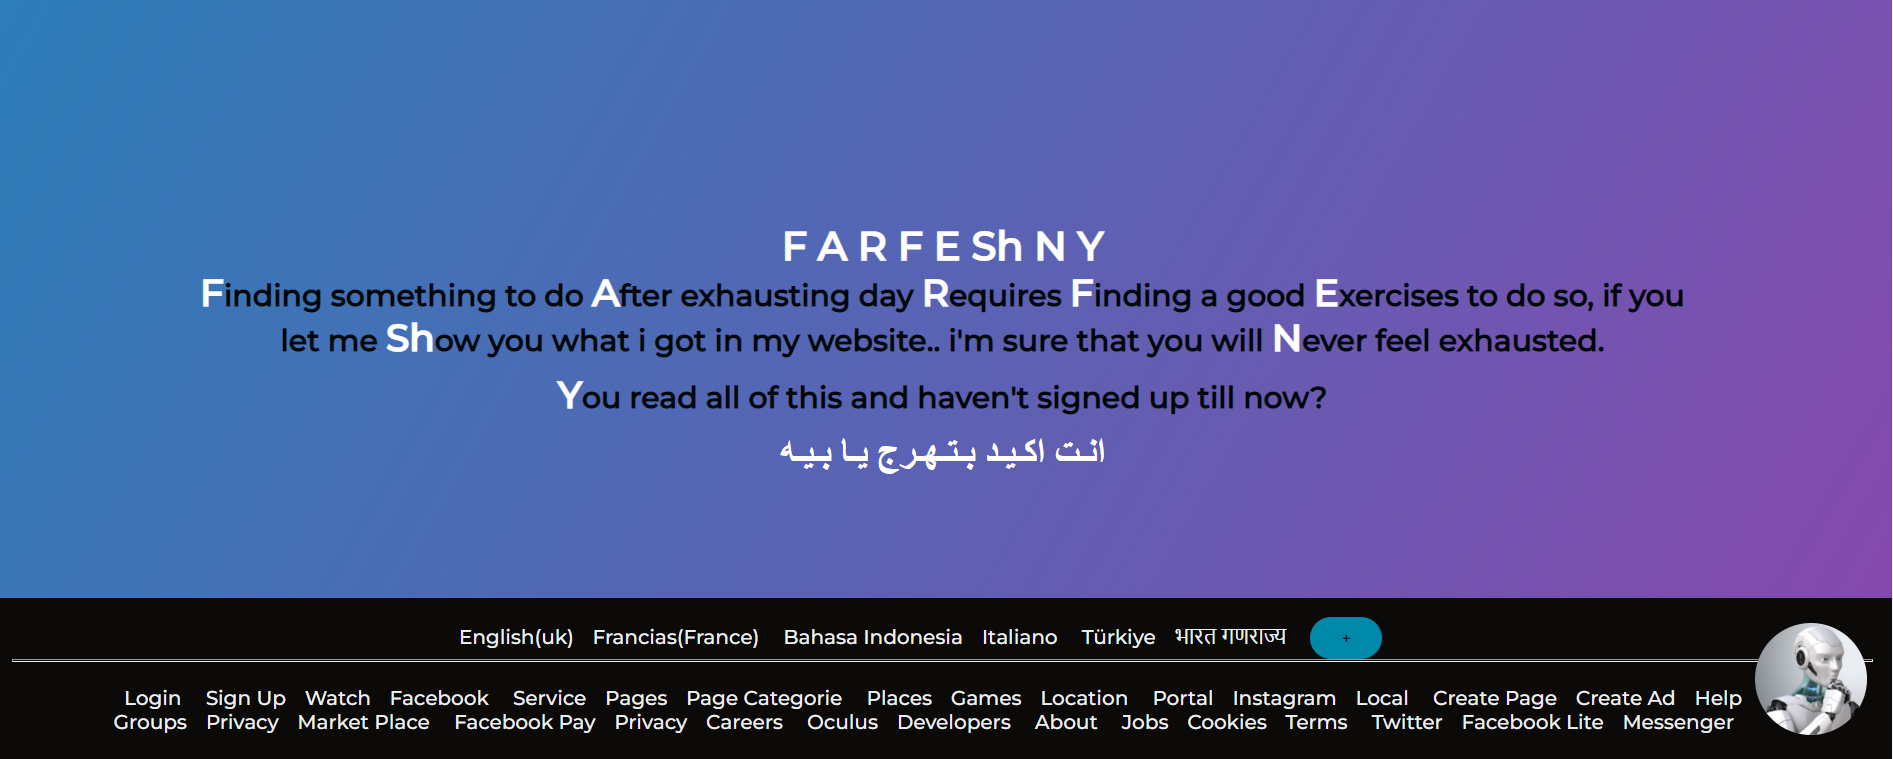 F A R F E Sh N Y
Finding something to do After exhausting day Requires Finding a good Exercises to do so, if you
let me Show you what i got in my website.. i'm sure that you will Never feel exhausted.
You read all of this and haven't signed up till now?
انت اكيد بتهرج يا بيه
English(uk) Francias(France) Bahasa Indonesia Italiano Türkiye भारत गणराज्य +
Login Sign Up Watch Facebook Service Pages Page Categorie Places Games Location Portal Instagram Local Create Page Create Ad Help
Groups Privacy Market Place Facebook Pay Privacy Careers Oculus Developers About Jobs Cookies Terms Twitter Facebook Lite Messenger